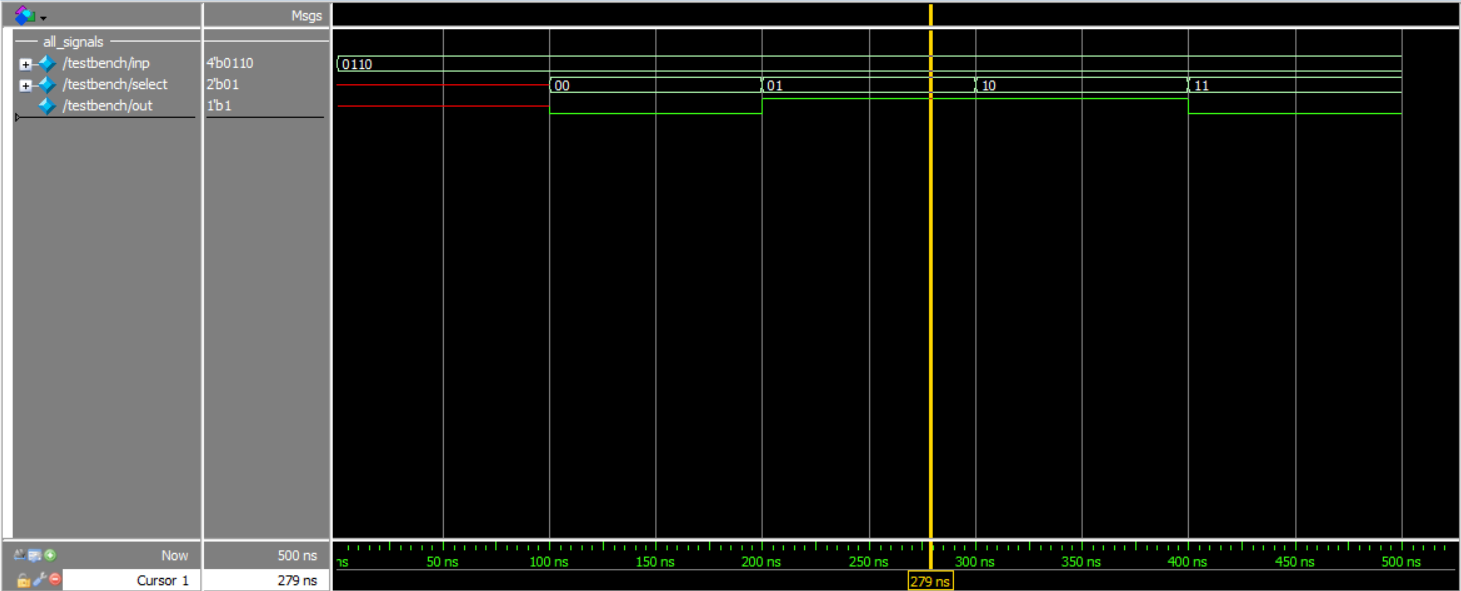 Msgs
all_signals
/testbench/inp 4'b0110 0110
/testbench/select 2'b01 00 01 10 11
/testbench/out 1'b1
Now 500 ns ns 50 ns 100 ns 150 ns 200 ns 250 ns 300 ns 350 ns 400 ns 450 ns 500 ns
Cursor 1 279 ns 279 ns